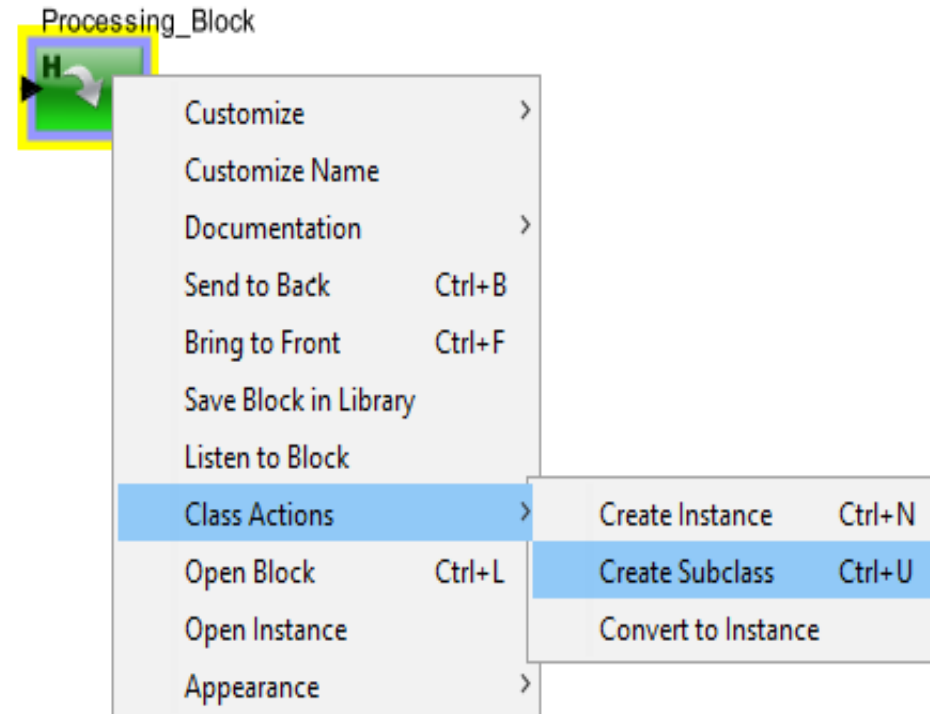 Processing_Block
H
Customize
Customize Name
Documentation
Send to Back Ctrl+B
Bring to Front Ctrl+F
Save Block in Library
Listen to Block
Class Actions
Create Instance Ctrl+N
Open Block Ctrl+L
Create Subclass Ctrl+U
Open Instance
Convert to Instance
Appearance